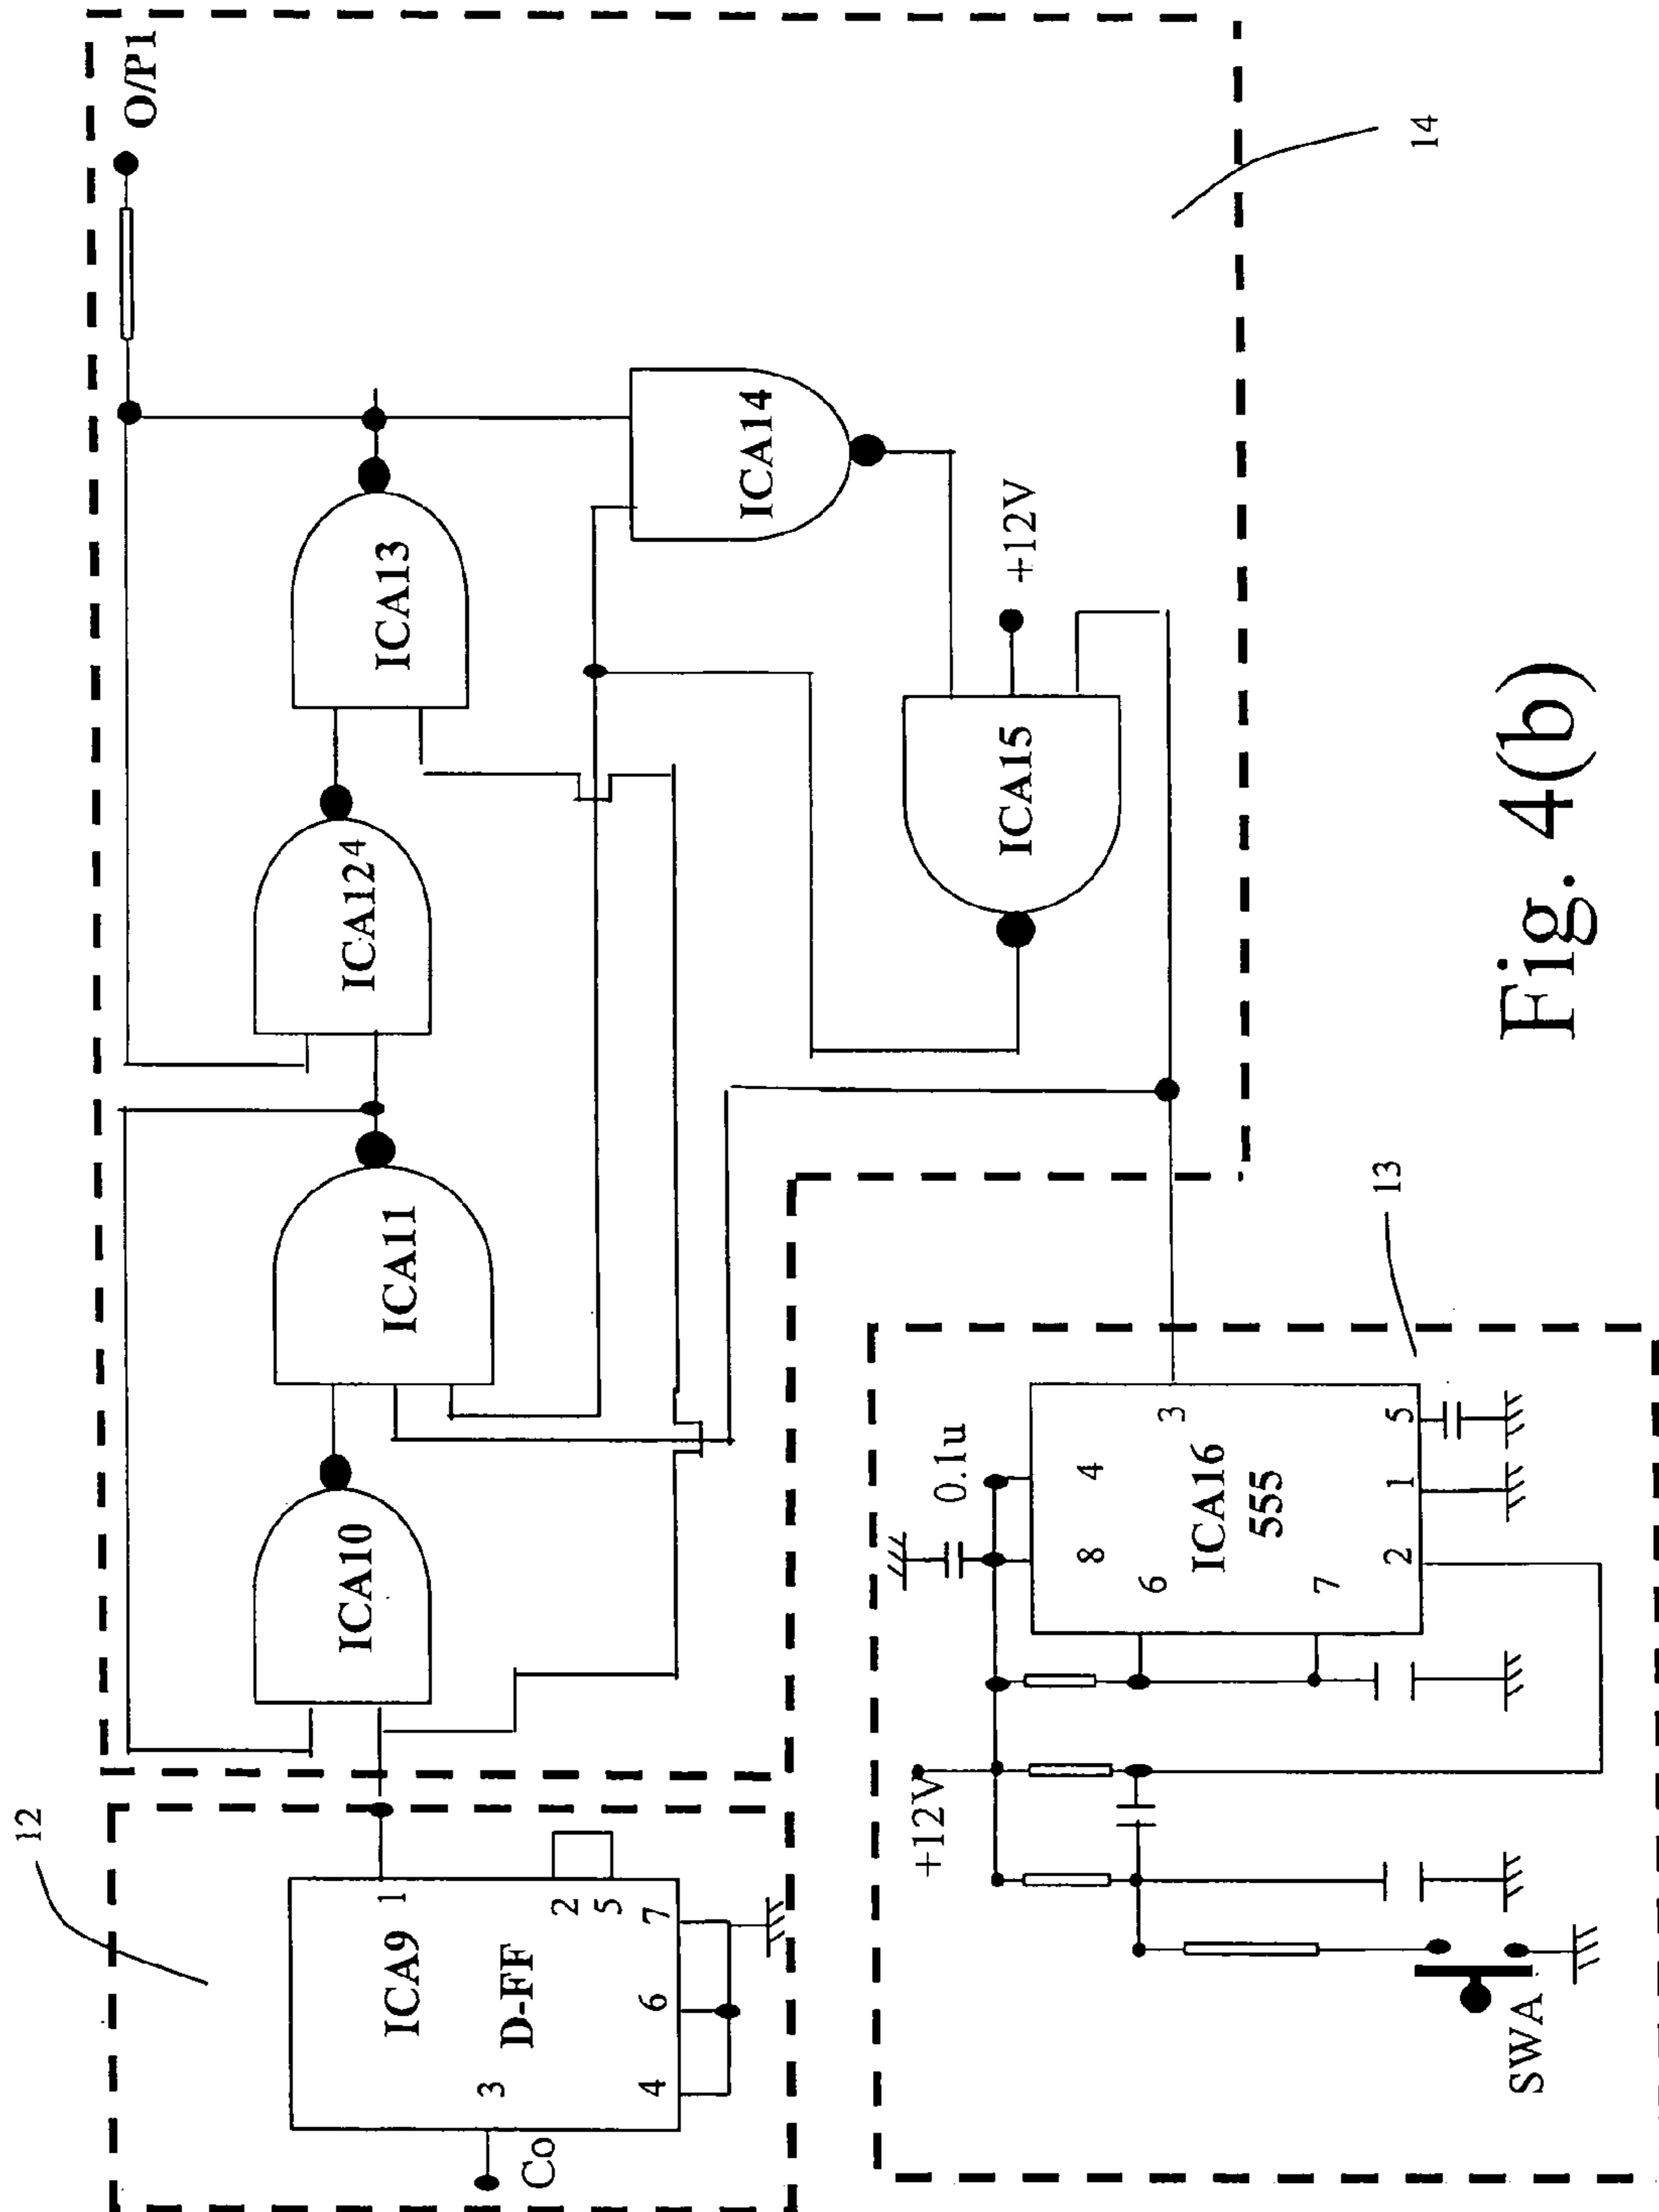 O/P1
ICA13
ICA12⁴
ICA11
ICA10
ICA14
+12V
ICA15
14
12
ICA9
D-FF
1
2
5
3
4
6
7
Co
13
0.1u
+12V
8
4
3
6
ICA16
555
7
2
1
5
SWA
Fig. 4(b)